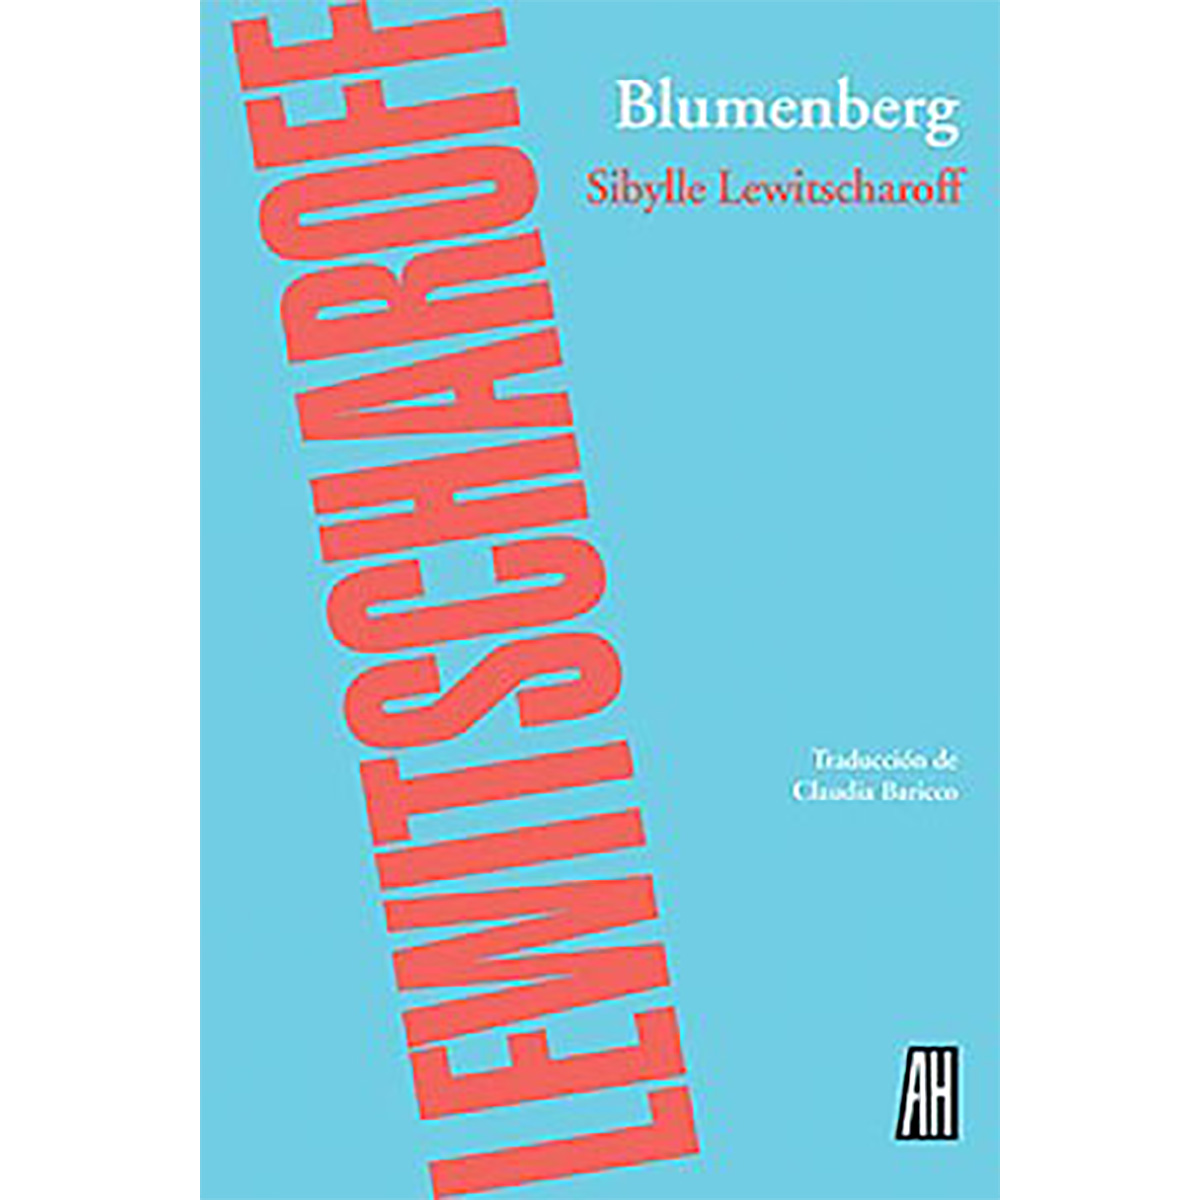 Blumenberg
Sibylle Lewitscharoff
LEWITSCHAROFF
Traducción de
Claudia Baricco
AH